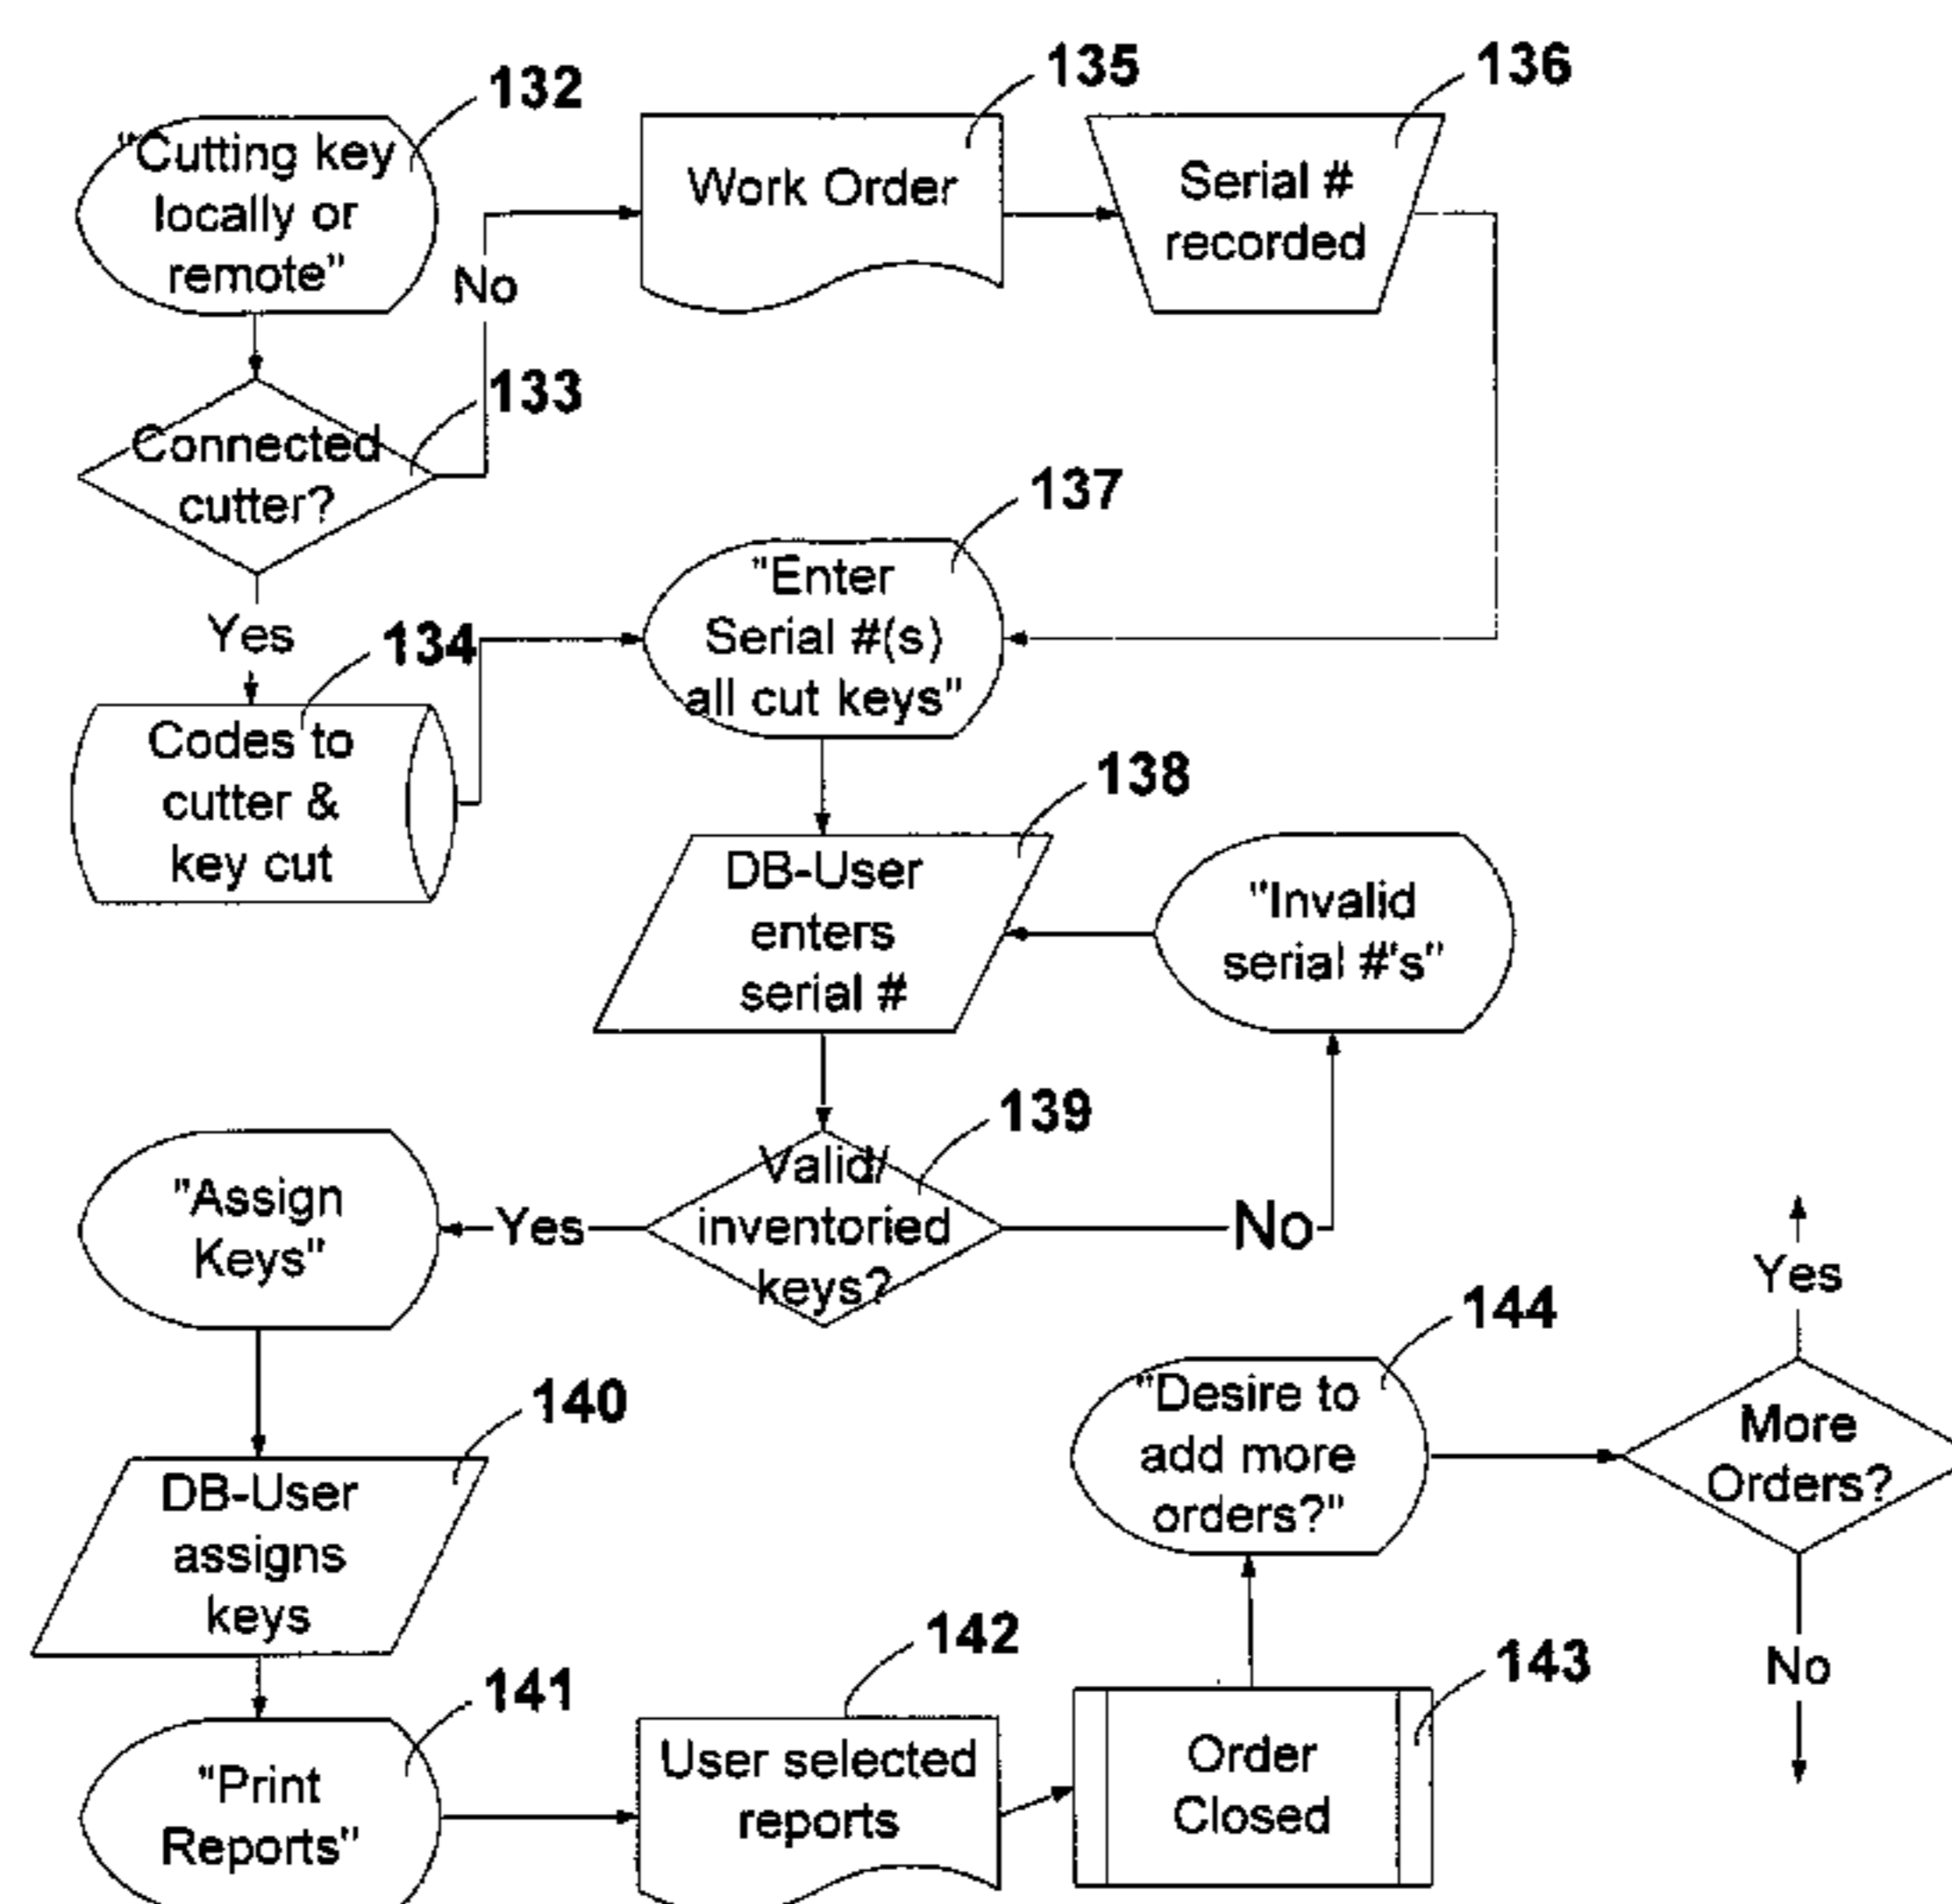 132
"Cutting key
locally or
remote"
135
Work Order
136
Serial #
recorded
No
133
Connected
cutter?
Yes
134
Codes to
cutter &
key cut
137
"Enter
Serial #(s)
all cut keys"
138
DB-User
enters
serial #
"Invalid
serial #'s"
139
Valid/
inventoried
keys?
Yes
No
"Assign
Keys"
140
DB-User
assigns
keys
141
"Print
Reports"
142
User selected
reports
143
Order
Closed
144
"Desire to
add more
orders?"
More
Orders?
Yes
No